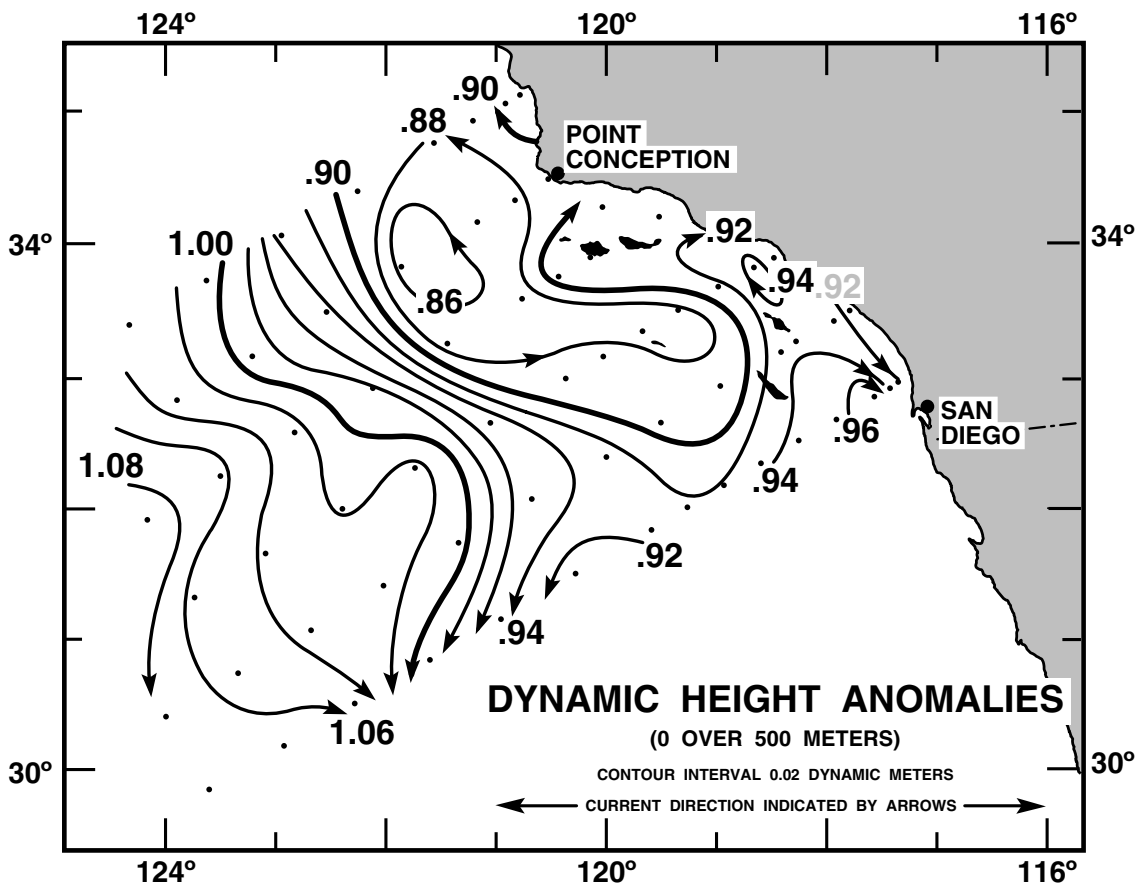 124º 120º 116º
.90
.88
POINT
CONCEPTION
.90
.92
34º 1.00 34º
.94 .92
.86
.96
SAN
DIEGO
1.08
.94
.92
.94
DYNAMIC HEIGHT ANOMALIES
1.06
(0 OVER 500 METERS)
30º 30º
CONTOUR INTERVAL 0.02 DYNAMIC METERS
CURRENT DIRECTION INDICATED BY ARROWS
124º 120º 116º